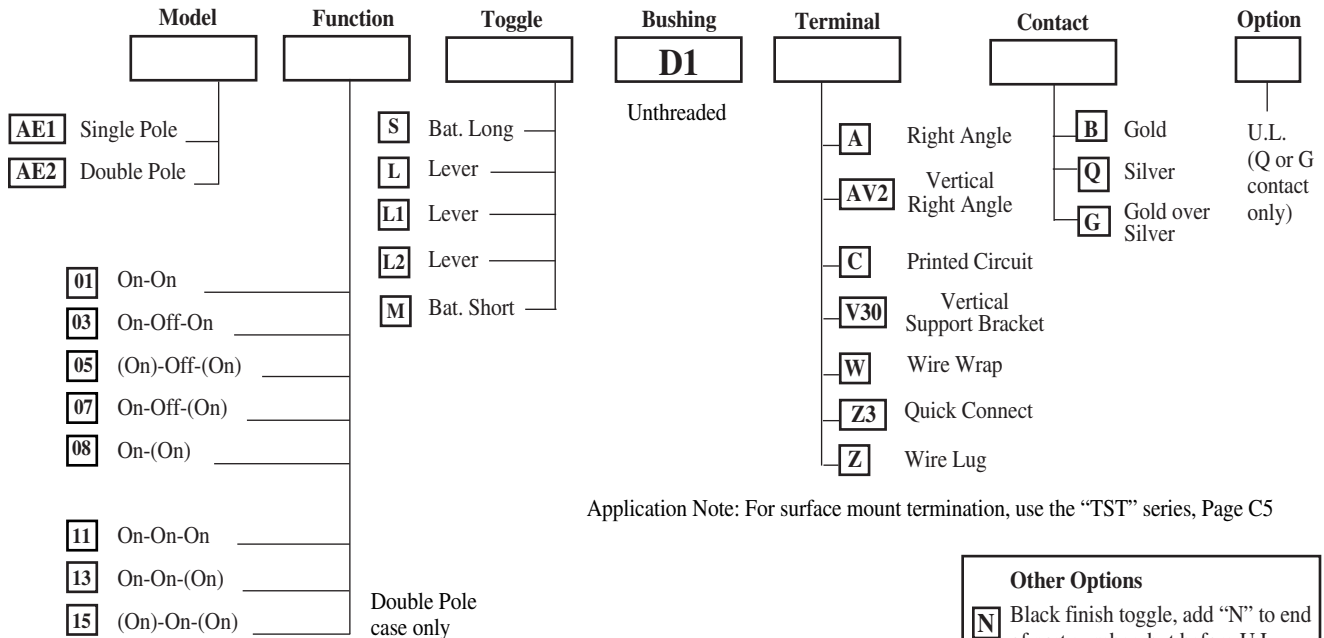 Model Function Toggle Bushing Terminal Contact Option
D1
Unthreaded
AE1 Single Pole
AE2 Double Pole
01 On-On
03 On-Off-On
05 (On)-Off-(On)
07 On-Off-(On)
08 On-(On)
11 On-On-On
13 On-On-(On)
15 (On)-On-(On)
Double Pole
case only
S Bat. Long
L Lever
L1 Lever
L2 Lever
M Bat. Short
A Right Angle
AV2 Vertical
Right Angle
C Printed Circuit
V30 Vertical
Support Bracket
W Wire Wrap
Z3 Quick Connect
Z Wire Lug
B Gold
Q Silver
G Gold over
Silver
U.L.
(Q or G
contact
only)
Application Note: For surface mount termination, use the “TST” series, Page C5
Other Options
N Black finish toggle, add “N” to end